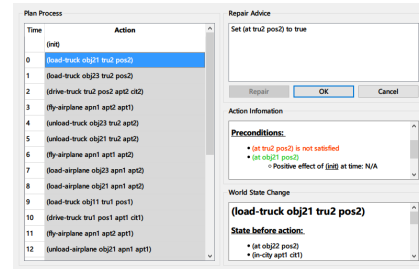 Plan Process
Time Action
(init)
0 (load-truck obj21 tru2 pos2)
1 (load-truck obj23 tru2 pos2)
2 (drive-truck tru2 pos2 apt2 cit2)
3 (fly-airplane apn1 apt2 apt1)
4 (unload-truck obj23 tru2 apt2)
5 (unload-truck obj21 tru2 apt2)
6 (fly-airplane apn1 apt1 apt2)
7 (load-airplane obj23 apn1 apt2)
8 (load-airplane obj21 apn1 apt2)
9 (load-truck obj11 tru1 pos1)
10 (drive-truck tru1 pos1 apt1 cit1)
11 (fly-airplane apn1 apt2 apt1)
12 (unload-airplane obj21 apn1 apt1)
Repair Advice
Set (at tru2 pos2) to true
Repair OK Cancel
Action Infomation
Preconditions:
• (at tru2 pos2) is not satisfied
• (at obj21 pos2)
○ Positive effect of (init) at time: N/A
World State Change
(load-truck obj21 tru2 pos2)
State before action:
• (at obj22 pos2)
• (in-city apt1 cit1)